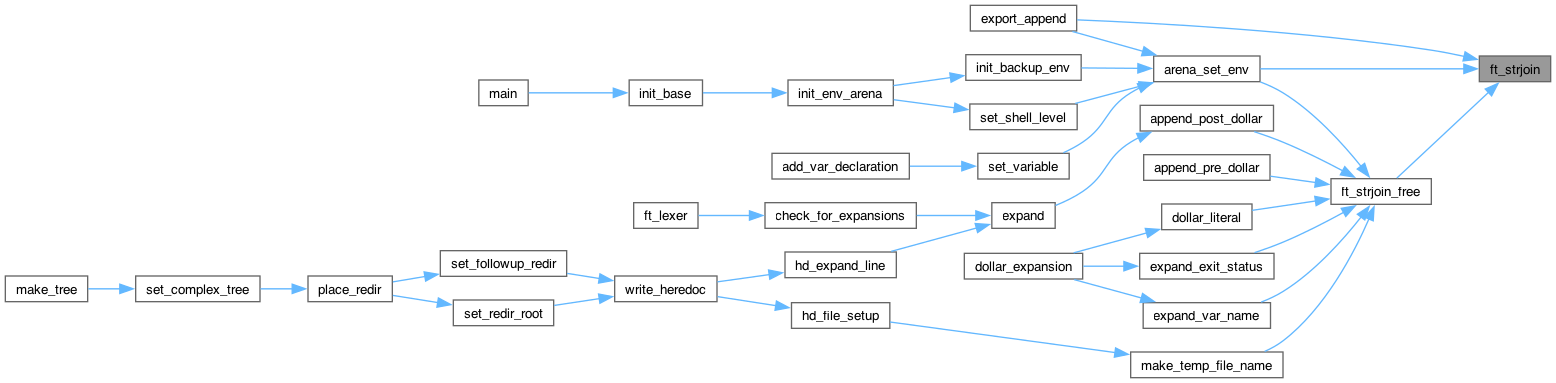 export_append
ft_strjoin
init_backup_env
arena_set_env
main
init_base
init_env_arena
set_shell_level
append_post_dollar
add_var_declaration
set_variable
append_pre_dollar
ft_strjoin_free
ft_lexer
check_for_expansions
expand
dollar_literal
set_followup_redir
hd_expand_line
dollar_expansion
expand_exit_status
make_tree
set_complex_tree
place_redir
write_heredoc
set_redir_root
hd_file_setup
expand_var_name
make_temp_file_name